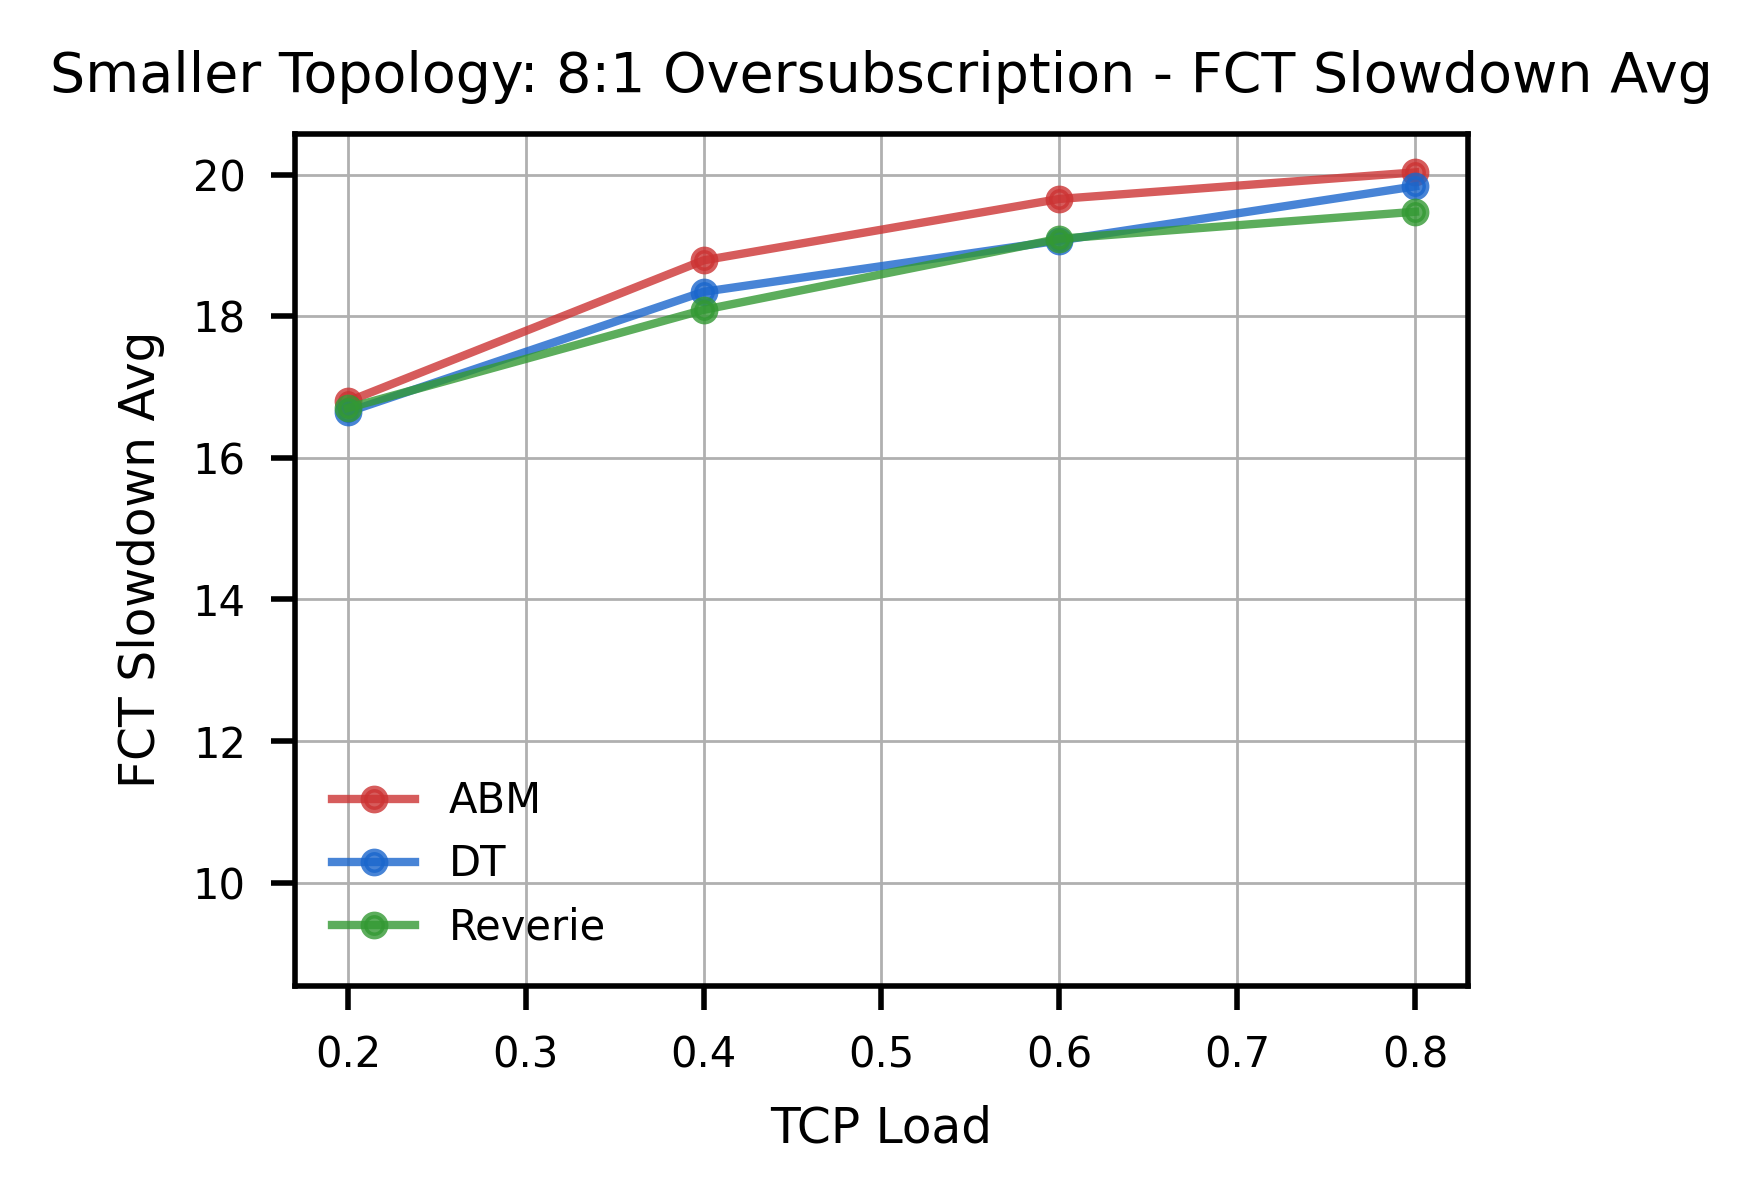 Smaller Topology: 8:1 Oversubscription - FCT Slowdown Avg
FCT Slowdown Avg
20
18
16
14
12
10
ABM
DT
Reverie
0.2 0.3 0.4 0.5 0.6 0.7 0.8
TCP Load